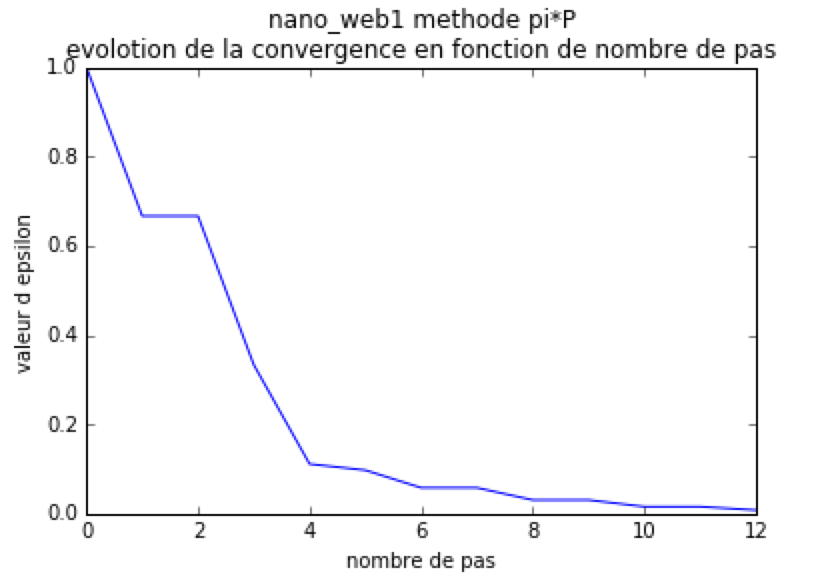 nano_web1 methode pi*P
evolotion de la convergence en fonction de nombre de pas
1.0
0.8
0.6
0.4
0.2
0.0
valeur d epsilon
0 2 4 6 8 10 12
nombre de pas